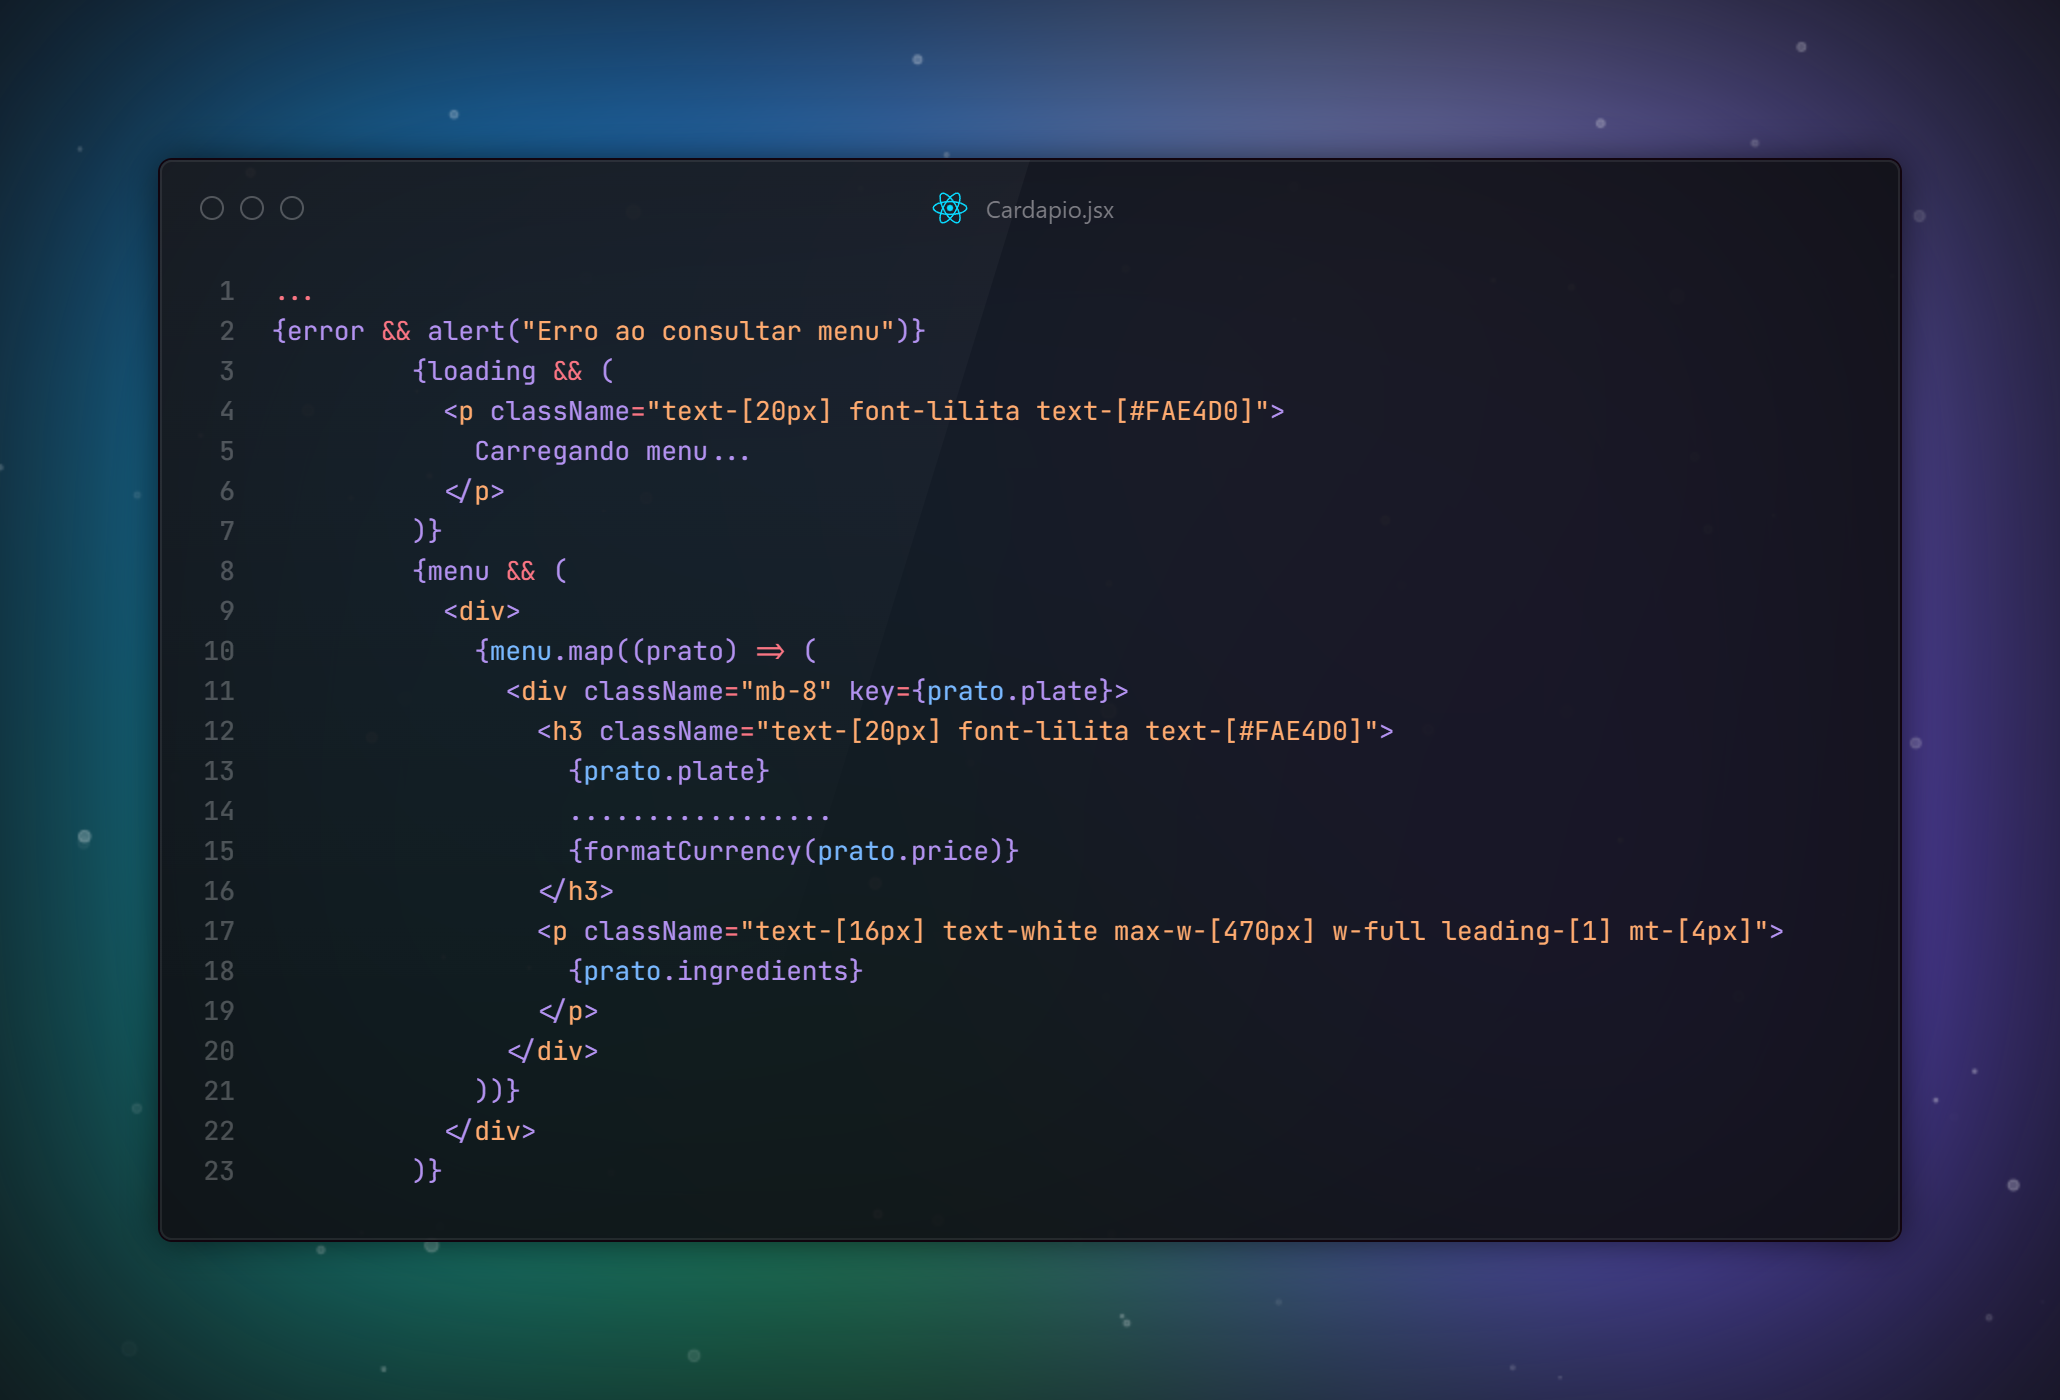 Cardapio.jsx
1 ...
2 {error && alert("Erro ao consultar menu")}
3         {loading && (
4           <p className="text-[20px] font-lilita text-[#FAE4D0]">
5             Carregando menu...
6           </p>
7         )}
8         {menu && (
9           <div>
10             {menu.map((prato) => (
11               <div className="mb-8" key={prato.plate}>
12                 <h3 className="text-[20px] font-lilita text-[#FAE4D0]">
13                   {prato.plate}
14                   .................
15                   {formatCurrency(prato.price)}
16                 </h3>
17                 <p className="text-[16px] text-white max-w-[470px] w-full leading-[1] mt-[4px]">
18                   {prato.ingredients}
19                 </p>
20               </div>
21             ))}
22           </div>
23         )}